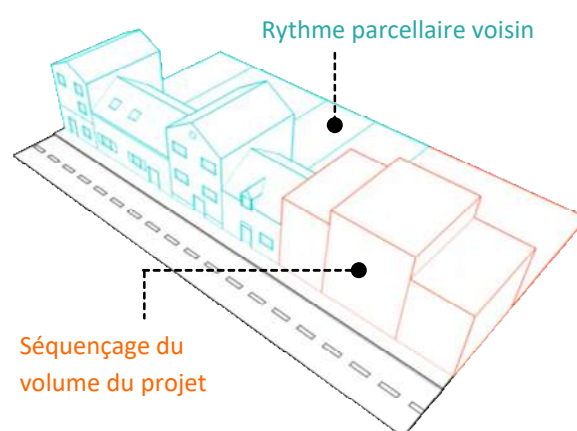 Rythme parcellaire voisin
Séquençage du
volume du projet